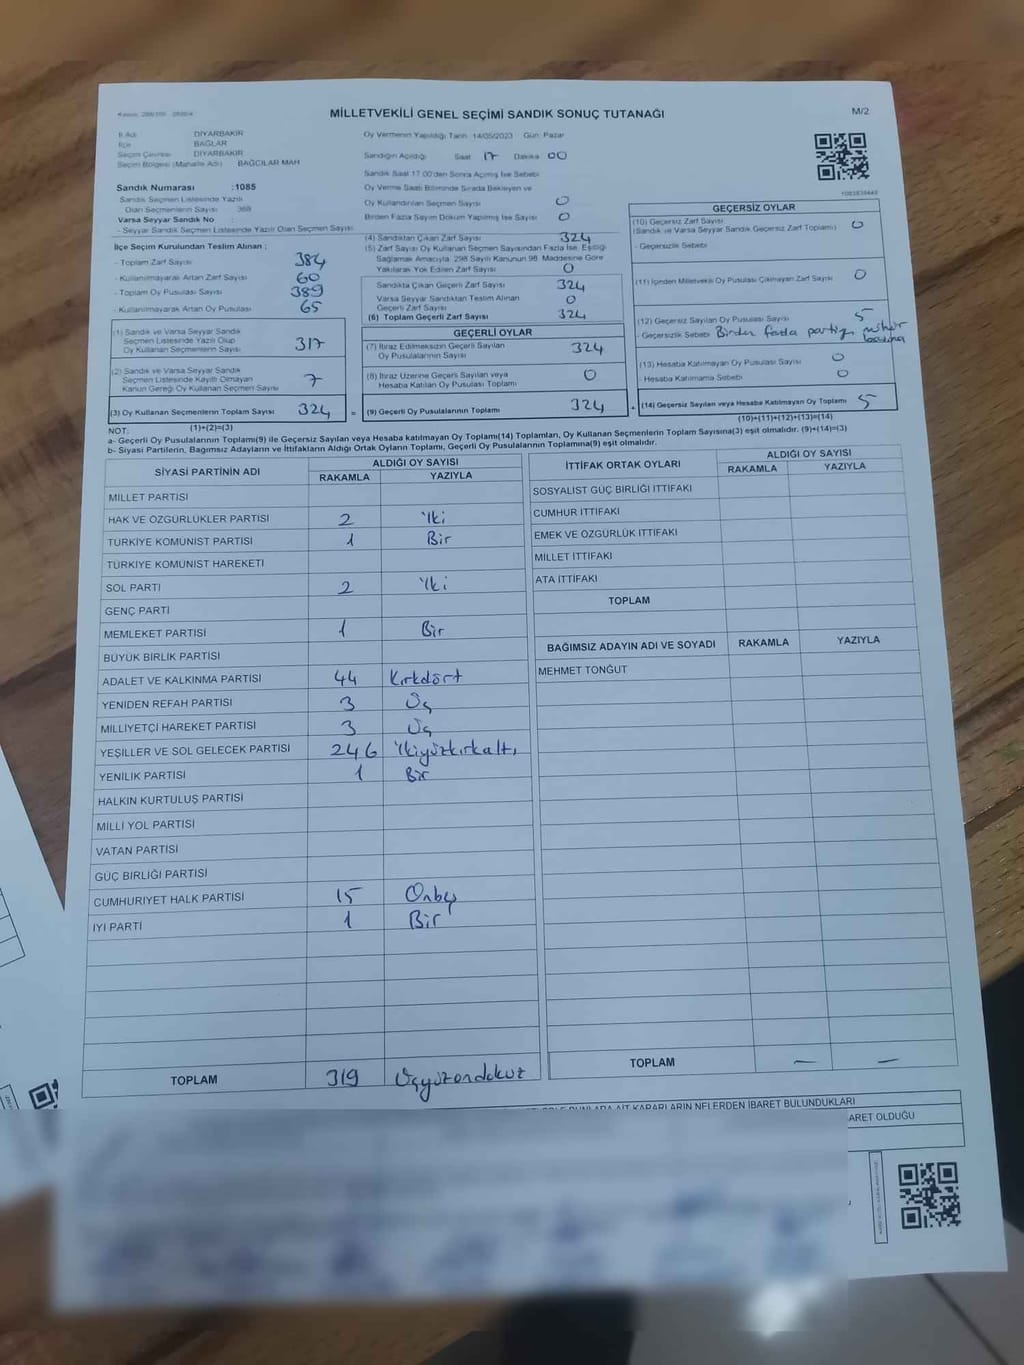 MİLLETVEKİLİ GENEL SEÇİMİ SANDIK SONUÇ TUTANAĞI
M/2
İl Adı DİYARBAKIR
İlçe BAĞLAR
Seçim Çevresi DİYARBAKIR
Seçim Bölgesi (Mahalle Adı) BAĞCILAR MAH
Sandık Numarası :1085
Sandık Seçmen Listesinde Yazılı
Olan Seçmenlerin Sayısı 368
Varsa Seyyar Sandık No :
- Seyyar Sandık Seçmen Listesinde Yazılı Olan Seçmen Sayısı
İlçe Seçim Kurulundan Teslim Alınan ;
- Toplam Zarf Sayısı 384
- Kullanılmayarak Artan Zarf Sayısı 60
- Toplam Oy Pusulası Sayısı 389
- Kullanılmayarak Artan Oy Pusulası 65
(1) Sandık ve Varsa Seyyar Sandık
Seçmen Listesinde Yazılı Olup
Oy Kullanan Seçmenlerin Sayısı 317
(2) Sandık ve Varsa Seyyar Sandık
Seçmen Listesinde Kayıtlı Olmayan
Kanun Gereği Oy Kullanan Seçmen Sayısı 7
(3) Oy Kullanan Seçmenlerin Toplam Sayısı 324
(1)+(2)=(3)
Oy Vermenin Yapıldığı Tarih 14/05/2023 Gün: Pazar
Sandığın Açıldığı Saat 17 Dakika 00
Sandık Saat 17.00'den Sonra Açılmış İse Sebebi
Oy Verme Saati Bitiminde Sırada Bekleyen ve
Oy Kullandırılan Seçmen Sayısı 0
Birden Fazla Sayım Döküm Yapılmış İse Sayısı 0
(4) Sandıktan Çıkan Zarf Sayısı 324
(5) Zarf Sayısı Oy Kullanan Seçmen Sayısından Fazla İse, Eşitliği
Sağlamak Amacıyla, 298 Sayılı Kanunun 98. Maddesine Göre
Yakılarak Yok Edilen Zarf Sayısı 0
Sandıkta Çıkan Geçerli Zarf Sayısı 324
Varsa Seyyar Sandıktan Teslim Alınan
Geçerli Zarf Sayısı 0
(6) Toplam Geçerli Zarf Sayısı 324
GEÇERLİ OYLAR
(7) İtiraz Edilmeksizin Geçerli Sayılan
Oy Pusulalarının Sayısı 324
(8) İtiraz Üzerine Geçerli Sayılan veya
Hesaba Katılan Oy Pusulası Toplamı 0
= (9) Geçerli Oy Pusulalarının Toplamı 324
GEÇERSİZ OYLAR
(10) Geçersiz Zarf Sayısı 0
(Sandık ve Varsa Seyyar Sandık Geçersiz Zarf Toplamı)
- Geçersizlik Sebebi
(11) İçinden Milletvekili Oy Pusulası Çıkmayan Zarf Sayısı 0
(12) Geçersiz Sayılan Oy Pusulası Sayısı 5
- Geçersizlik Sebebi Birden fazla partiye mühür
basılması
(13) Hesaba Katılmayan Oy Pusulası Sayısı 0
- Hesaba Katılmama Sebebi 0
+ (14) Geçersiz Sayılan veya Hesaba Katılmayan Oy Toplamı 5
(10)+(11)+(12)+(13)=(14)
NOT:
a- Geçerli Oy Pusulalarının Toplamı(9) ile Geçersiz Sayılan veya Hesaba katılmayan Oy Toplamı(14) Toplamları, Oy Kullanan Seçmenlerin Toplam Sayısına(3) eşit olmalıdır. (9)+(14)=(3)
b- Siyasi Partilerin, Bağımsız Adayların ve İttifakların Aldığı Ortak Oyların Toplamı, Geçerli Oy Pusulalarının Toplamına(9) eşit olmalıdır.
SİYASİ PARTİNİN ADI ALDIĞI OY SAYISI
RAKAMLA YAZIYLA
MİLLET PARTİSİ
HAK VE ÖZGÜRLÜKLER PARTİSİ 2 İki
TÜRKİYE KOMÜNİST PARTİSİ 1 Bir
TÜRKİYE KOMÜNİST HAREKETİ
SOL PARTİ 2 İki
GENÇ PARTİ
MEMLEKET PARTİSİ 1 Bir
BÜYÜK BİRLİK PARTİSİ
ADALET VE KALKINMA PARTİSİ 44 Kırkdört
YENİDEN REFAH PARTİSİ 3 Üç
MİLLİYETÇİ HAREKET PARTİSİ 3 Üç
YEŞİLLER VE SOL GELECEK PARTİSİ 246 İkiyüzkırkaltı
YENİLİK PARTİSİ 1 Bir
HALKIN KURTULUŞ PARTİSİ
MİLLİ YOL PARTİSİ
VATAN PARTİSİ
GÜÇ BİRLİĞİ PARTİSİ
CUMHURİYET HALK PARTİSİ 15 Onbeş
İYİ PARTİ 1 Bir
TOPLAM 319 Üçyüzondokuz
İTTİFAK ORTAK OYLARI ALDIĞI OY SAYISI
RAKAMLA YAZIYLA
SOSYALİST GÜÇ BİRLİĞİ İTTİFAKI
CUMHUR İTTİFAKI
EMEK VE ÖZGÜRLÜK İTTİFAKI
MİLLET İTTİFAKI
ATA İTTİFAKI
TOPLAM
BAĞIMSIZ ADAYIN ADI VE SOYADI RAKAMLA YAZIYLA
MEHMET TONĞUT
TOPLAM — —
AİT KARARLARIN NELERDEN İBARET BULUNDUKLARI
ARET OLDUĞU